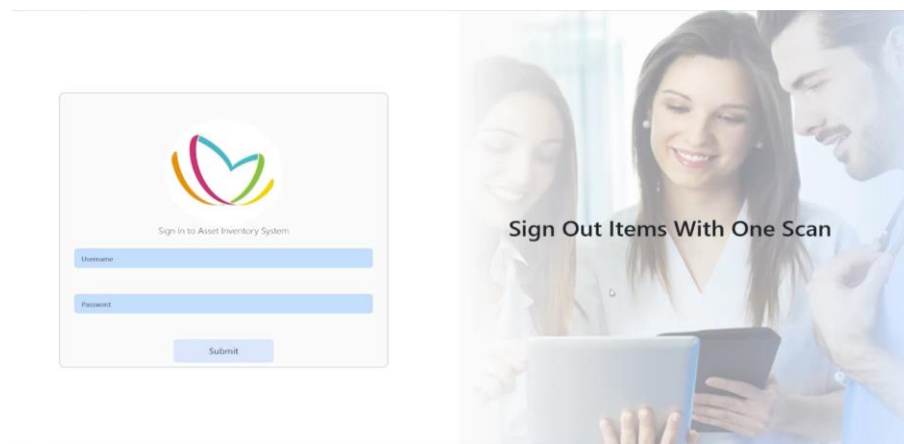 Sign in to Asset Inventory System
Username
Password
Submit
Sign Out Items With One Scan